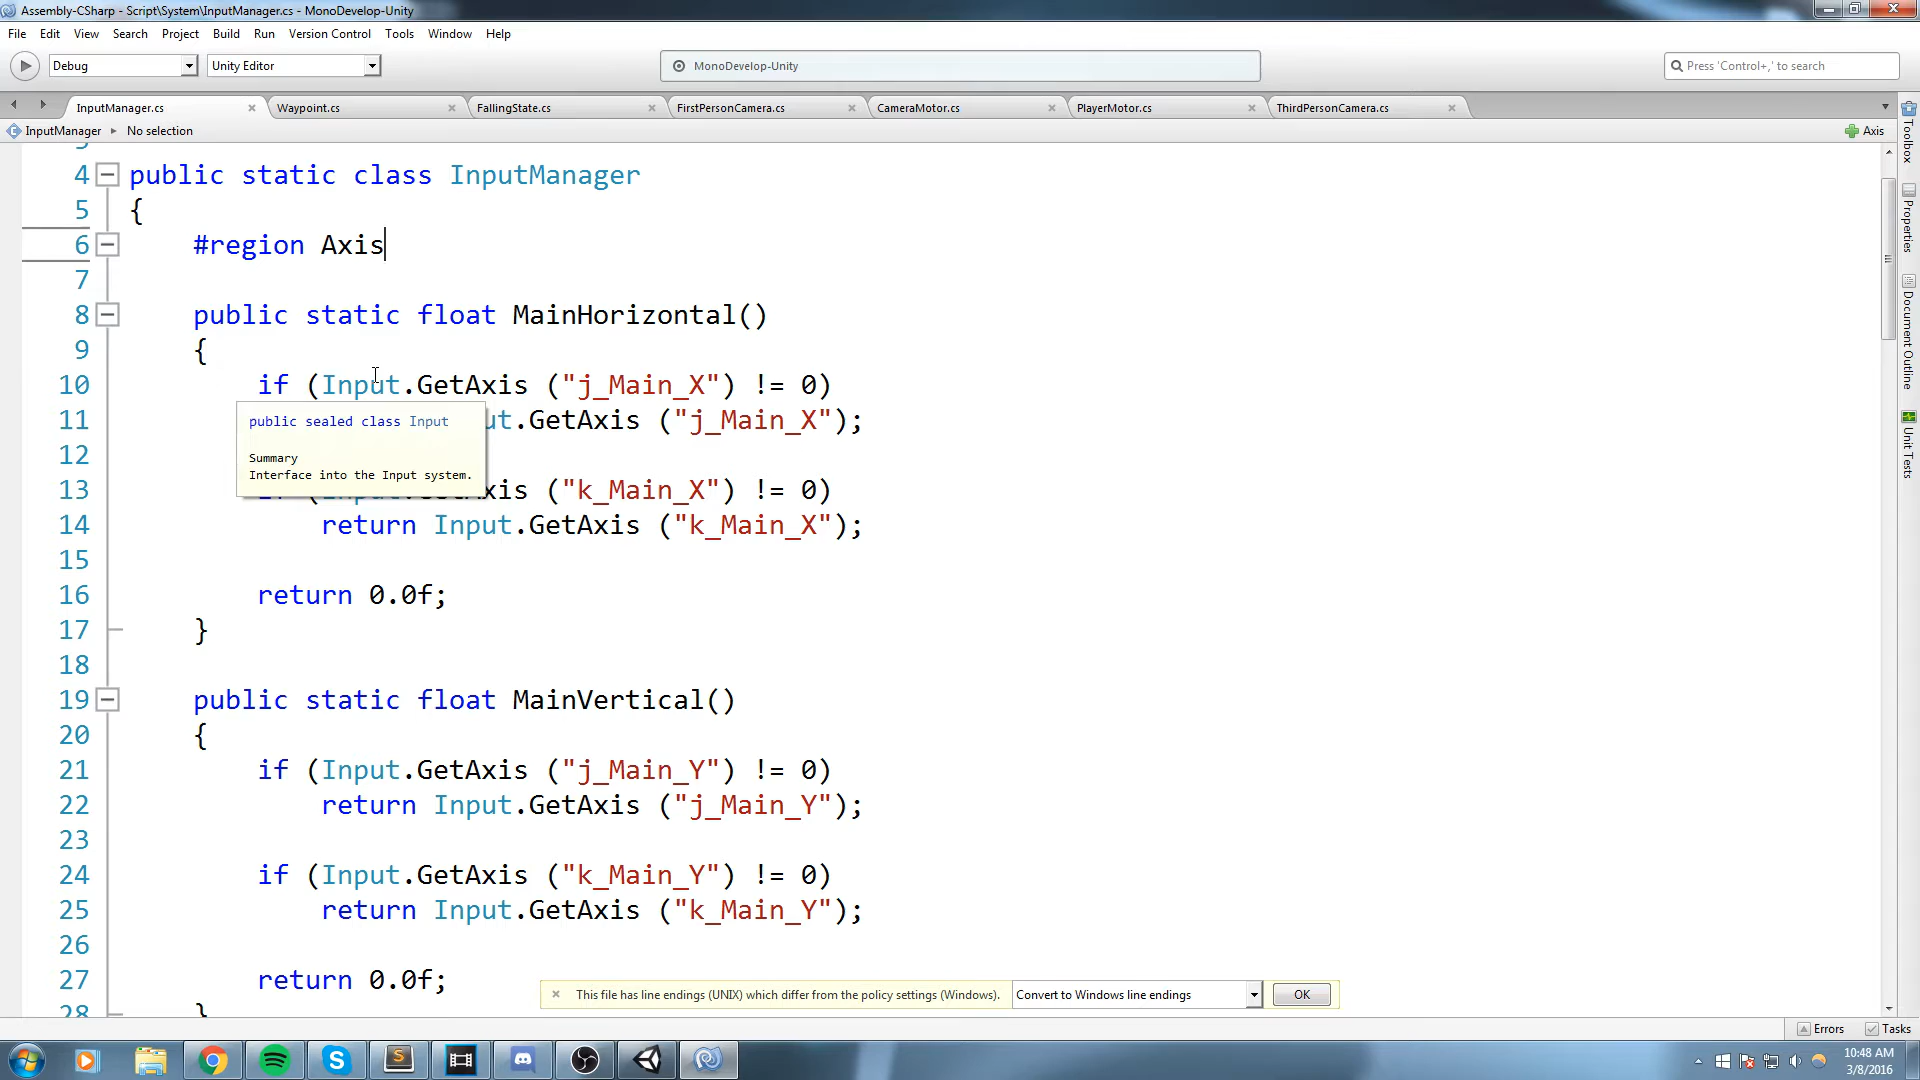 Assembly-CSharp - Script\System\InputManager.cs - MonoDevelop-Unity
File Edit View Search Project Build Run Version Control Tools Window Help
Debug Unity Editor MonoDevelop-Unity Press 'Control+,' to search
InputManager.cs Waypoint.cs FallingState.cs FirstPersonCamera.cs CameraMotor.cs PlayerMotor.cs ThirdPersonCamera.cs
InputManager No selection Axis
4 public static class InputManager
5 {
6 #region Axis
7
8 public static float MainHorizontal()
9 {
10 if (Input.GetAxis ("j_Main_X") != 0)
11 ut.GetAxis ("j_Main_X");
public sealed class Input
12
Summary
Interface into the Input system.
13 if (Input.GetAxis ("k_Main_X") != 0)
14 return Input.GetAxis ("k_Main_X");
15
16 return 0.0f;
17 }
18
19 public static float MainVertical()
20 {
21 if (Input.GetAxis ("j_Main_Y") != 0)
22 return Input.GetAxis ("j_Main_Y");
23
24 if (Input.GetAxis ("k_Main_Y") != 0)
25 return Input.GetAxis ("k_Main_Y");
26
27 return 0.0f;
28 }
This file has line endings (UNIX) which differ from the policy settings (Windows). Convert to Windows line endings OK
Toolbox
Properties
Document Outline
Unit Tests
Errors Tasks
10:48 AM
3/8/2016